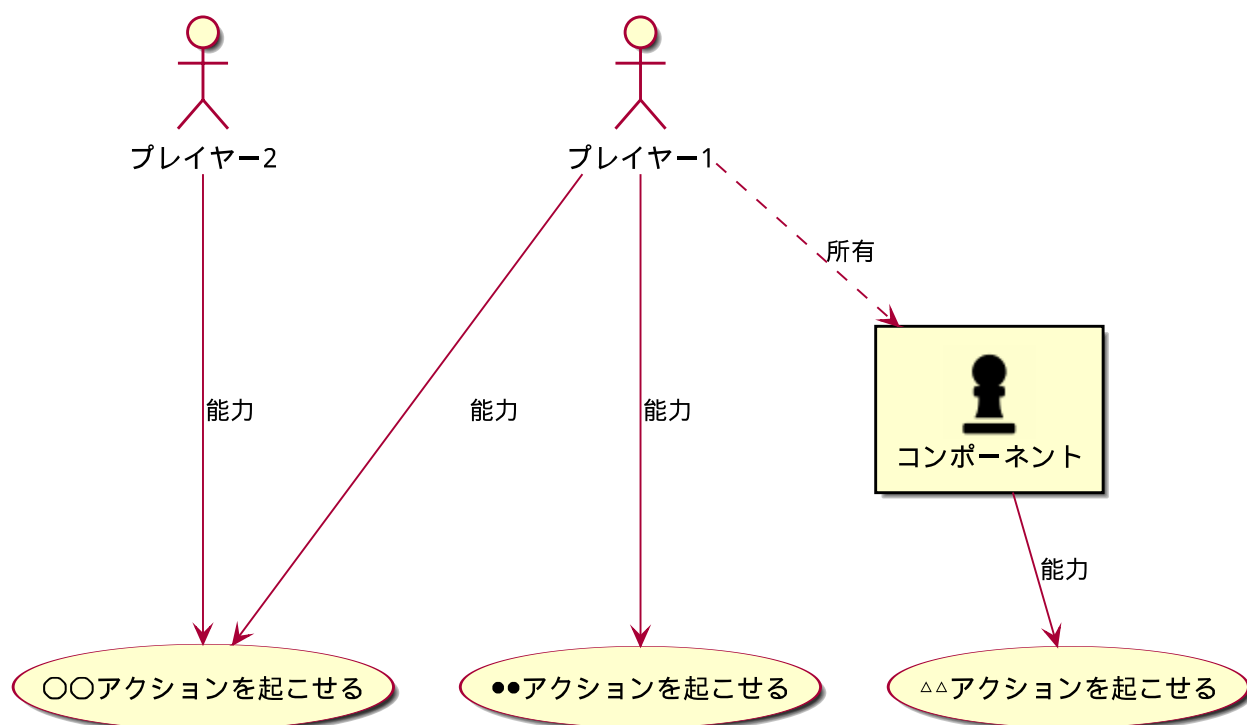 プレイヤー2
プレイヤー1
所有
能力
能力
能力
コンポーネント
能力
○○アクションを起こせる
●●アクションを起こせる
△△アクションを起こせる